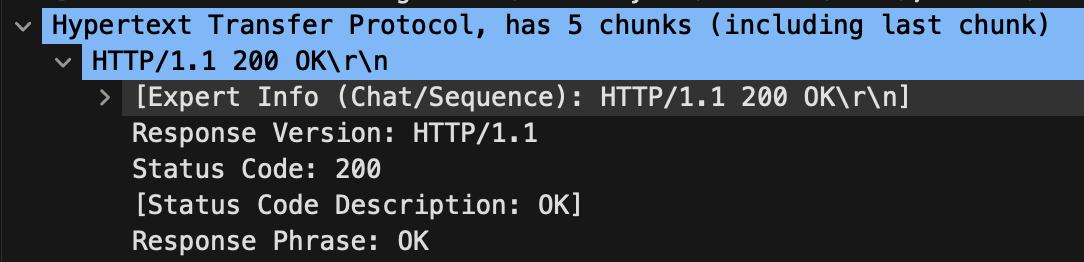 Hypertext Transfer Protocol, has 5 chunks (including last chunk)
HTTP/1.1 200 OK\r\n
[Expert Info (Chat/Sequence): HTTP/1.1 200 OK\r\n]
Response Version: HTTP/1.1
Status Code: 200
[Status Code Description: OK]
Response Phrase: OK